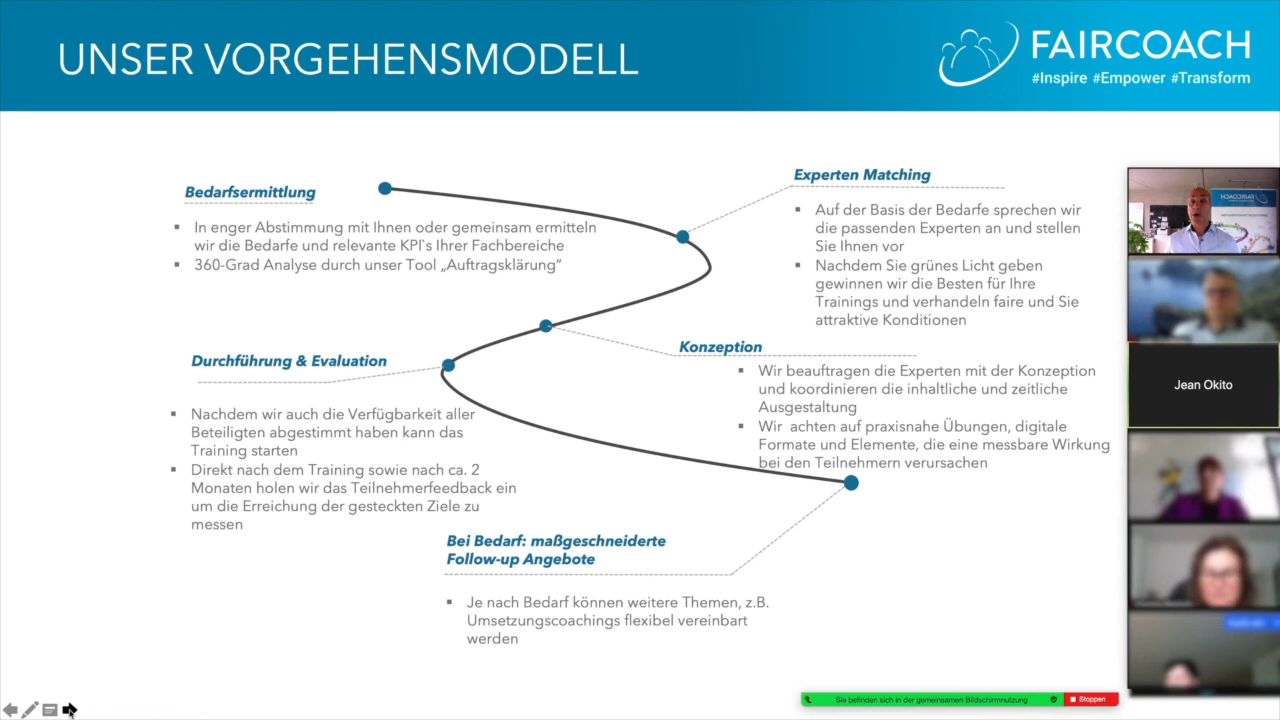 UNSER VORGEHENSMODELL
FAIRCOACH
#Inspire #Empower #Transform
Bedarfsermittlung
▪ In enger Abstimmung mit Ihnen oder gemeinsam ermitteln
wir die Bedarfe und relevante KPI`s Ihrer Fachbereiche
▪ 360-Grad Analyse durch unser Tool „Auftragsklärung“
Experten Matching
▪ Auf der Basis der Bedarfe sprechen wir
die passenden Experten an und stellen
Sie Ihnen vor
▪ Nachdem Sie grünes Licht geben
gewinnen wir die Besten für Ihre
Trainings und verhandeln faire und Sie
attraktive Konditionen
Konzeption
▪ Wir beauftragen die Experten mit der Konzeption
und koordinieren die inhaltliche und zeitliche
Ausgestaltung
▪ Wir  achten auf praxisnahe Übungen, digitale
Formate und Elemente, die eine messbare Wirkung
bei den Teilnehmern verursachen
Durchführung & Evaluation
▪ Nachdem wir auch die Verfügbarkeit aller
Beteiligten abgestimmt haben kann das
Training starten
▪ Direkt nach dem Training sowie nach ca. 2
Monaten holen wir das Teilnehmerfeedback ein
um die Erreichung der gesteckten Ziele zu
messen
Bei Bedarf: maßgeschneiderte
Follow-up Angebote
▪ Je nach Bedarf können weitere Themen, z.B.
Umsetzungscoachings flexibel vereinbart
werden
FAIRCOACH
Jean Okito
Sie befinden sich in der gemeinsamen Bildschirmnutzung
Stoppen